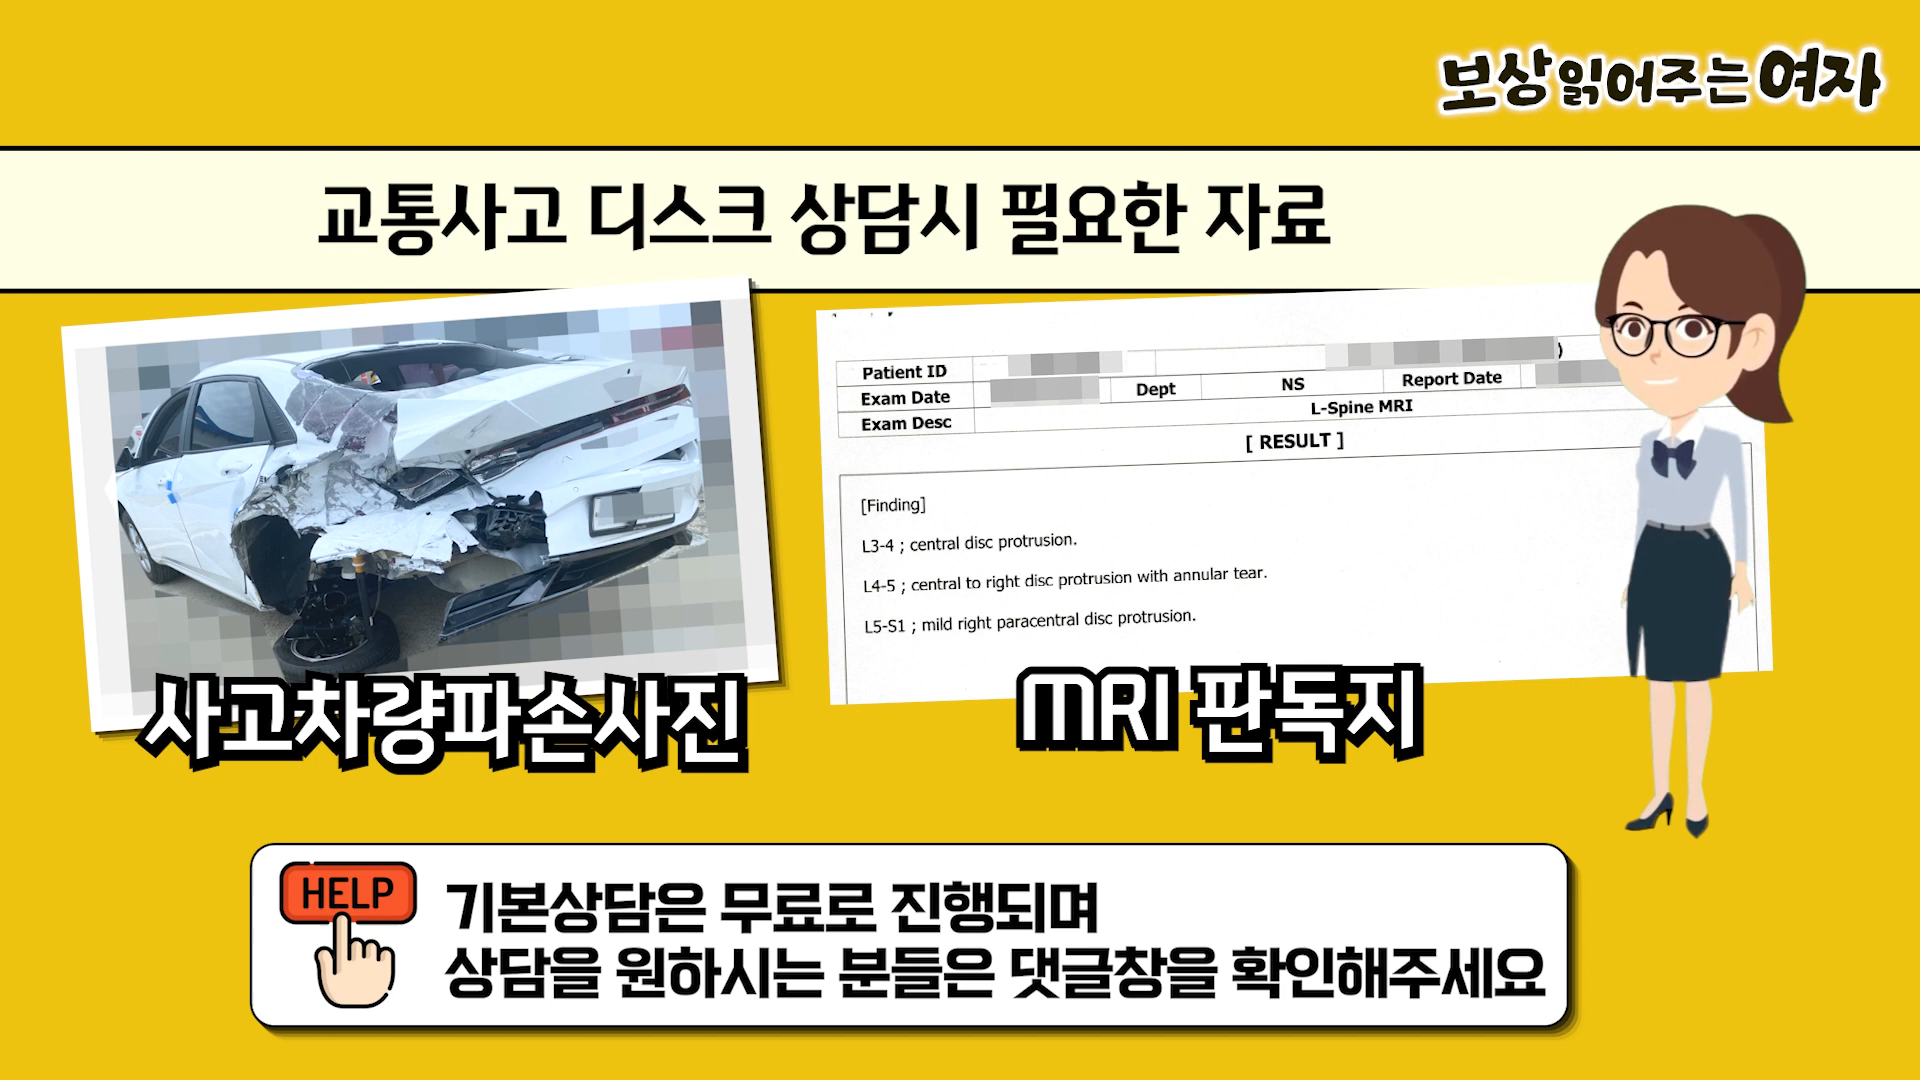 보상읽어주는여자
교통사고 디스크 상담시 필요한 자료
Patient ID
Exam Date Dept NS Report Date
Exam Desc L-Spine MRI
[ RESULT ]
[Finding]
L3-4 ; central disc protrusion.
L4-5 ; central to right disc protrusion with annular tear.
L5-S1 ; mild right paracentral disc protrusion.
사고차량파손사진
MRI 판독지
HELP
기본상담은 무료로 진행되며
상담을 원하시는 분들은 댓글창을 확인해주세요